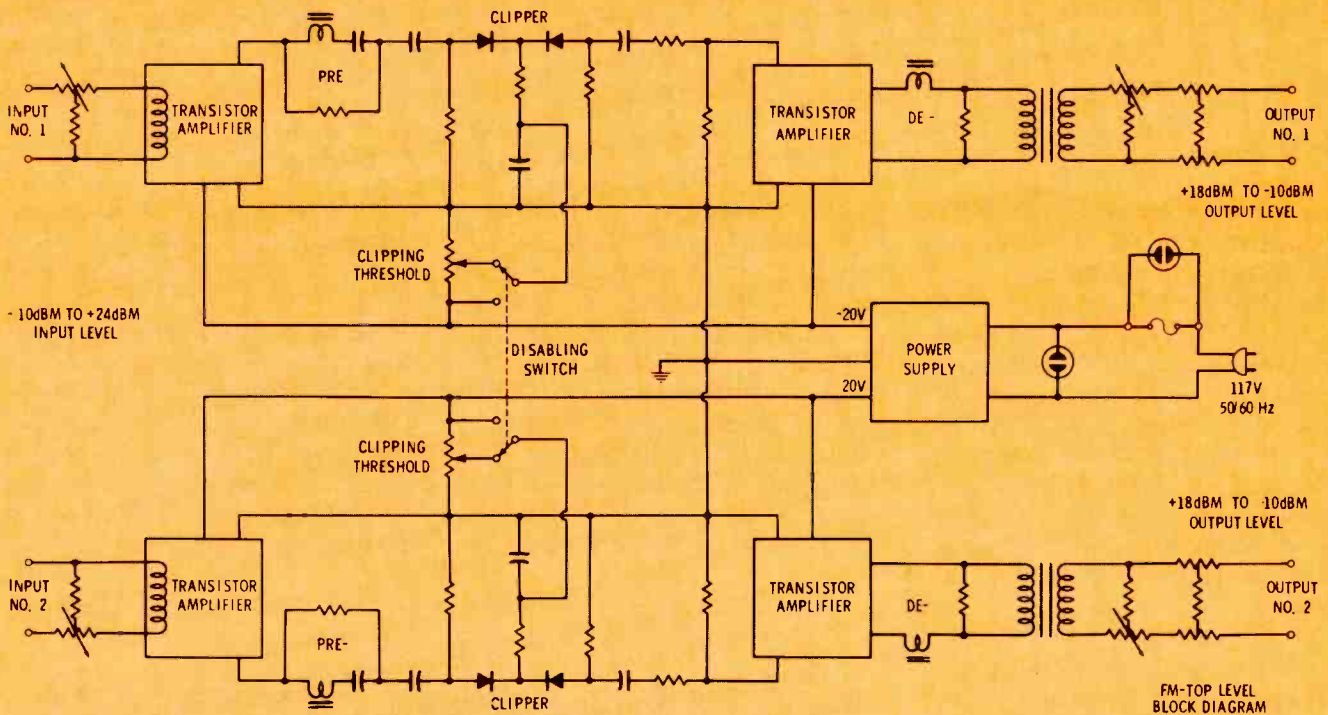 CLIPPER
PRE
INPUT
NO. 1
TRANSISTOR
AMPLIFIER
TRANSISTOR
AMPLIFIER
DE -
OUTPUT
NO. 1
+18dBM TO -10dBM
OUTPUT LEVEL
CLIPPING
THRESHOLD
- 10dBM TO +24dBM
INPUT LEVEL
DISABLING
SWITCH
-20V
20V
POWER
SUPPLY
117V
50/60 Hz
CLIPPING
THRESHOLD
+18dBM TO -10dBM
OUTPUT LEVEL
INPUT
NO. 2
TRANSISTOR
AMPLIFIER
PRE-
TRANSISTOR
AMPLIFIER
DE-
OUTPUT
NO. 2
CLIPPER
FM-TOP LEVEL
BLOCK DIAGRAM